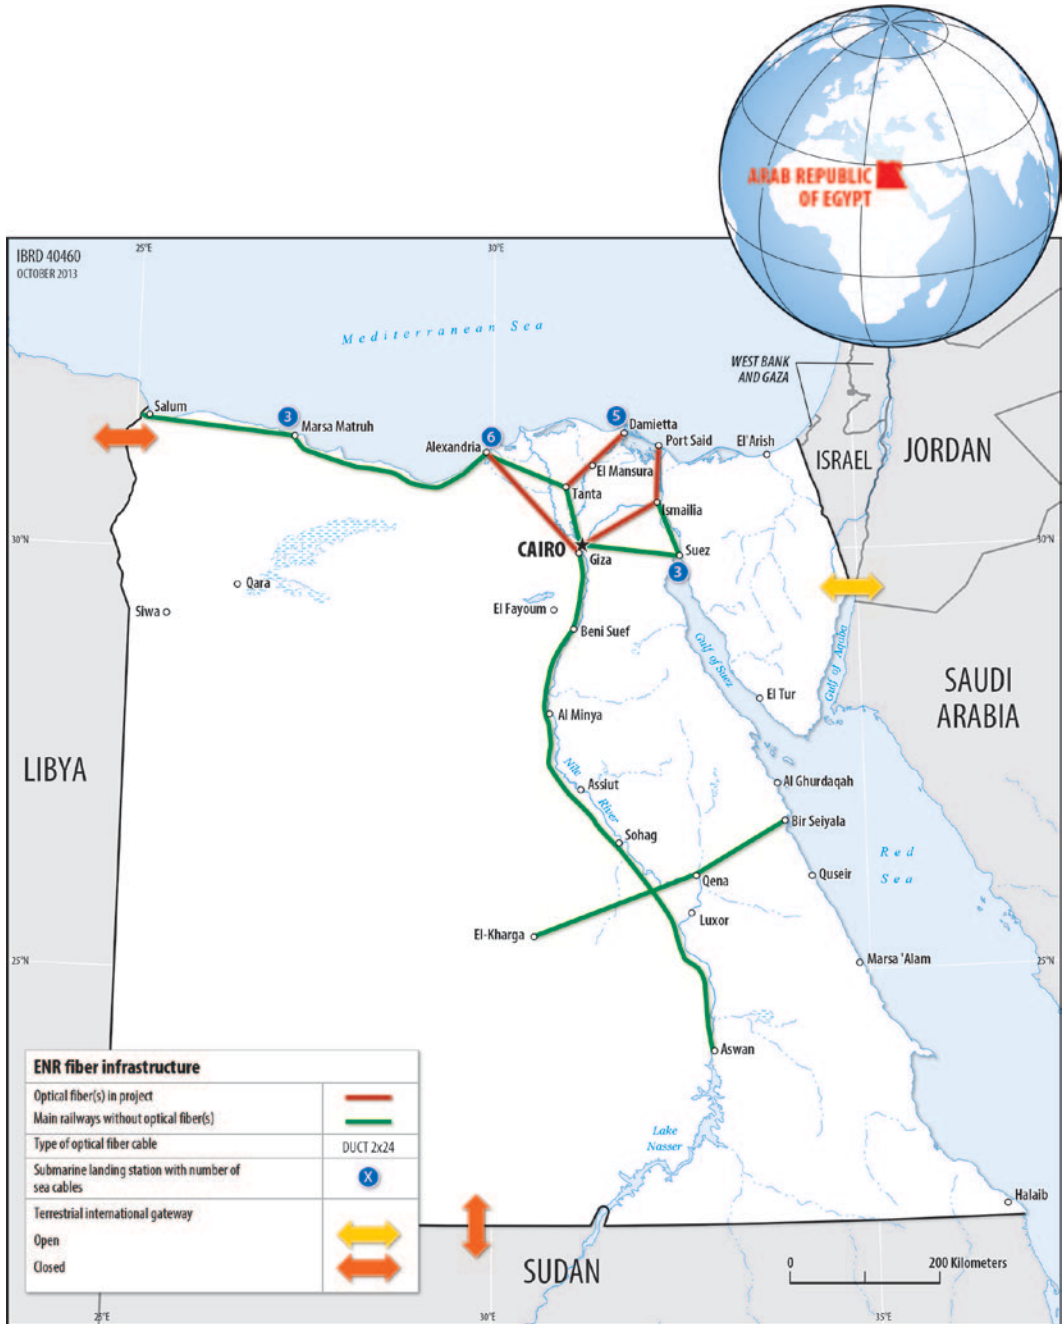 ARAB REPUBLIC
OF EGYPT
IBRD 40460
OCTOBER 2013
25°E
30°E
Mediterranean Sea
WEST BANK
AND GAZA
Salum
3
Marsa Matruh
Alexandria
6
5
Damietta
Port Said
El'Arish
ISRAEL
JORDAN
El Mansura
Tanta
Ismailia
30°N
30°N
CAIRO
Giza
Suez
3
Qara
Siwa
El Fayoum
Beni Suef
Gulf of Suez
Gulf of Aquba
El Tur
SAUDI
ARABIA
Al Minya
LIBYA
Nile
River
Assiut
Al Ghurdaqah
Bir Seiyala
Sohag
Red
Sea
Qena
Quseir
Luxor
El-Kharga
25°N
Marsa 'Alam
25°N
Aswan
ENR fiber infrastructure
Optical fiber(s) in project
Main railways without optical fiber(s)
Type of optical fiber cable
DUCT 2x24
Submarine landing station with number of
sea cables
X
Terrestrial international gateway
Open
Closed
Lake
Nasser
Halaib
SUDAN
0
200 Kilometers
25°E
30°E
35°E